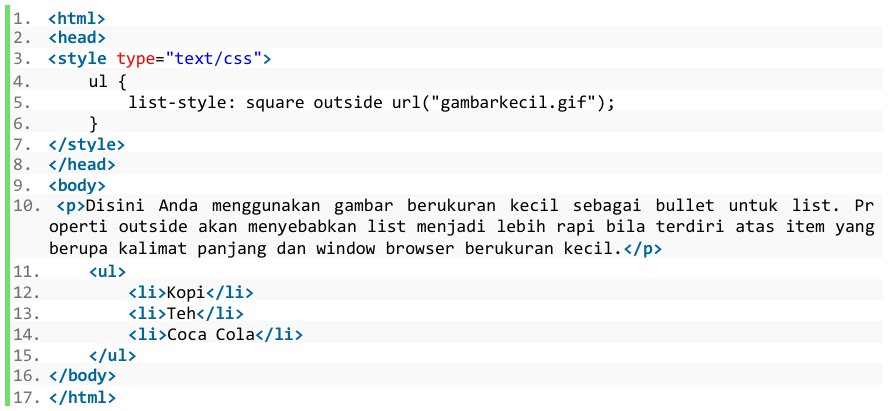 1. <html>
2. <head>
3. <style type="text/css">
4.     ul {
5.         list-style: square outside url("gambarkecil.gif");
6.     }
7. </style>
8. </head>
9. <body>
10. <p>Disini Anda menggunakan gambar berukuran kecil sebagai bullet untuk list. Pr
operti outside akan menyebabkan list menjadi lebih rapi bila terdiri atas item yang
berupa kalimat panjang dan window browser berukuran kecil.</p>
11.     <ul>
12.         <li>Kopi</li>
13.         <li>Teh</li>
14.         <li>Coca Cola</li>
15.     </ul>
16. </body>
17. </html>